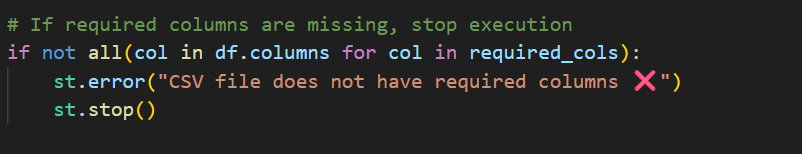 # If required columns are missing, stop execution
if not all(col in df.columns for col in required_cols):
    st.error("CSV file does not have required columns ❌")
    st.stop()